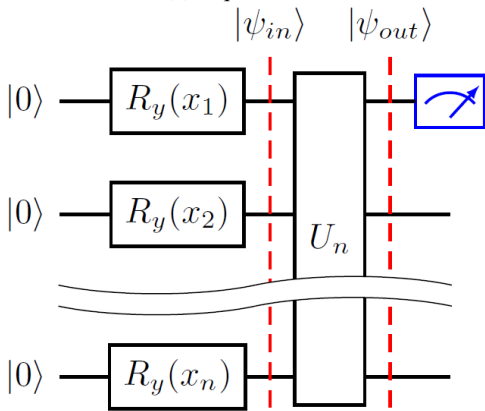 |ψ_in⟩ |ψ_out⟩
|0⟩ R_y(x_1)
|0⟩ R_y(x_2)
U_n
|0⟩ R_y(x_n)